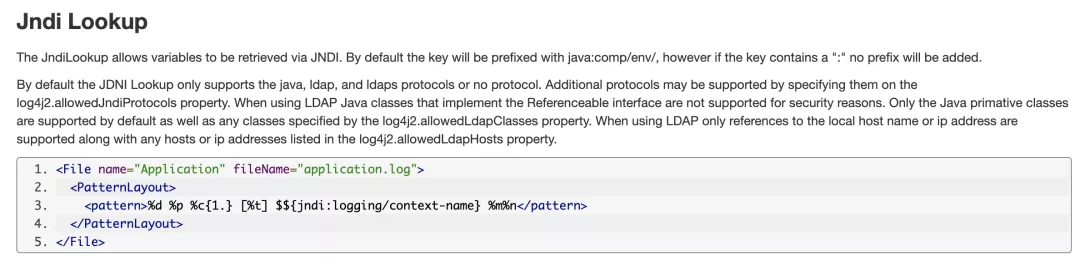 Jndi Lookup
The JndiLookup allows variables to be retrieved via JNDI. By default the key will be prefixed with java:comp/env/, however if the key contains a ":" no prefix will be added.
By default the JDNI Lookup only supports the java, ldap, and ldaps protocols or no protocol. Additional protocols may be supported by specifying them on the
log4j2.allowedJndiProtocols property. When using LDAP Java classes that implement the Referenceable interface are not supported for security reasons. Only the Java primative classes
are supported by default as well as any classes specified by the log4j2.allowedLdapClasses property. When using LDAP only references to the local host name or ip address are
supported along with any hosts or ip addresses listed in the log4j2.allowedLdapHosts property.
1. <File name="Application" fileName="application.log">
2.   <PatternLayout>
3.     <pattern>%d %p %c{1.} [%t] $${jndi:logging/context-name} %m%n</pattern>
4.   </PatternLayout>
5. </File>